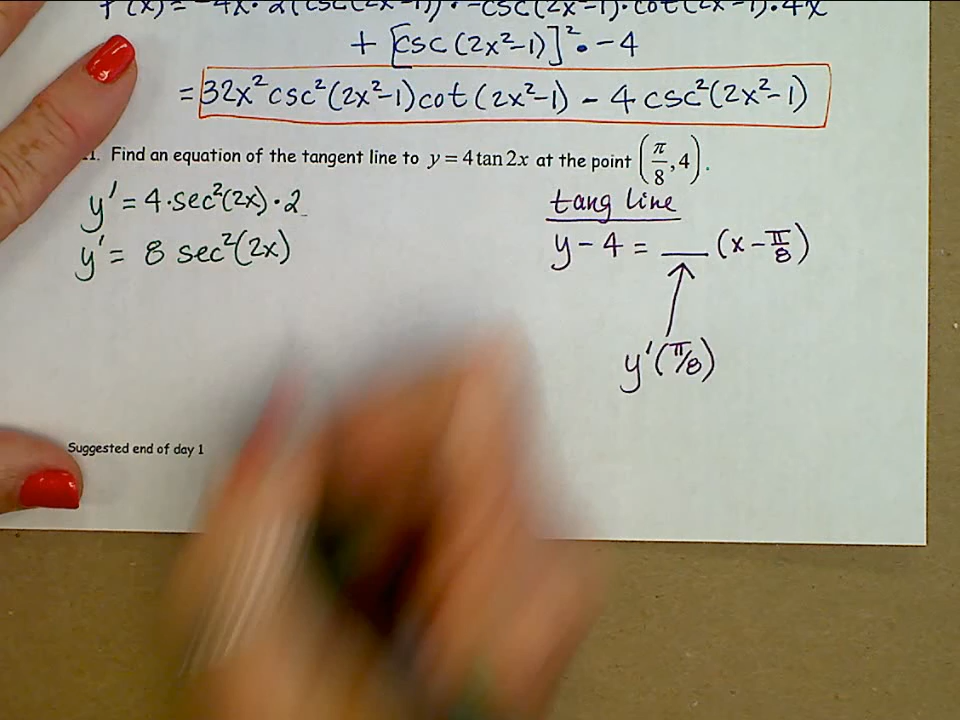 + [csc(2x²-1)]² • -4
= 32x²csc²(2x²-1)cot(2x²-1) - 4csc²(2x²-1)
1. Find an equation of the tangent line to y = 4 tan 2x at the point (π/8, 4).
y' = 4·sec²(2x)·2
y' = 8 sec²(2x)
tang line
y - 4 = __ (x - π/8)
y'(π/8)
Suggested end of day 1